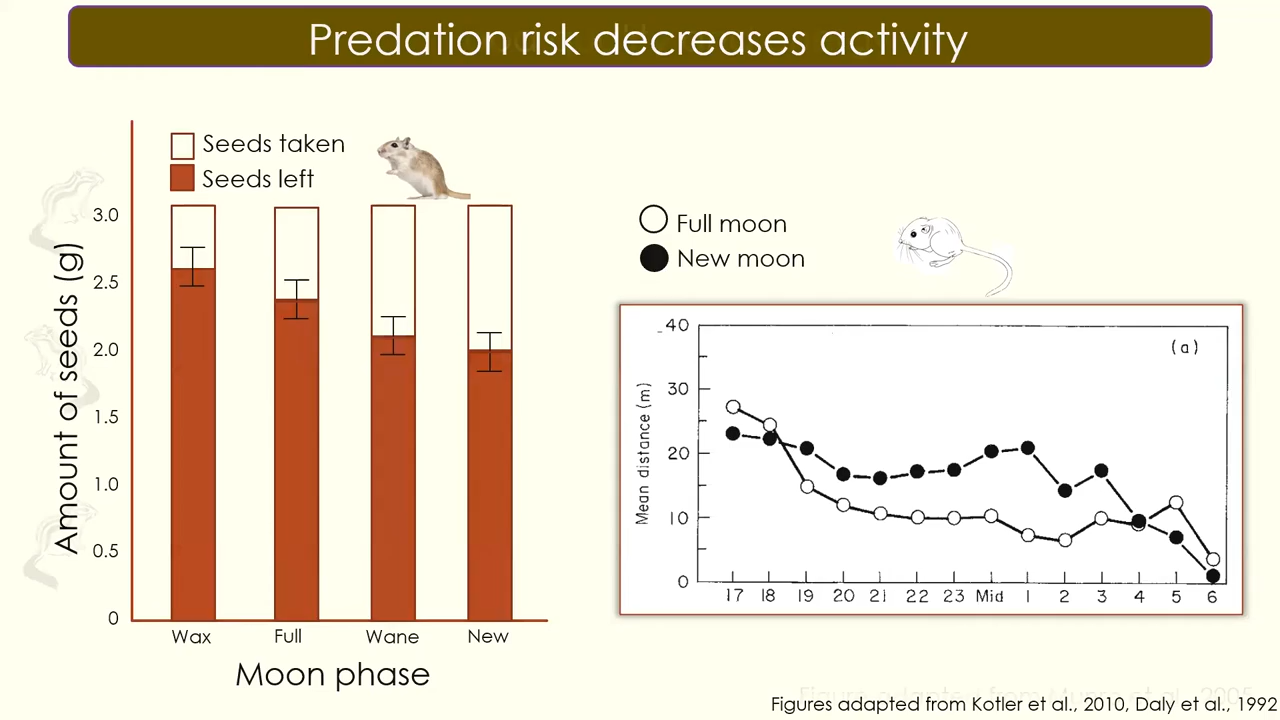 Predation risk decreases activity
Seeds taken
Seeds left
Amount of seeds (g)
3.0
2.5
2.0
1.5
1.0
0.5
0
Wax Full Wane New
Moon phase
Full moon
New moon
(a)
Mean distance (m)
40
30
20
10
0
17 18 19 20 21 22 23 Mid 1 2 3 4 5 6
Figures adapted from Kotler et al., 2010, Daly et al., 1992